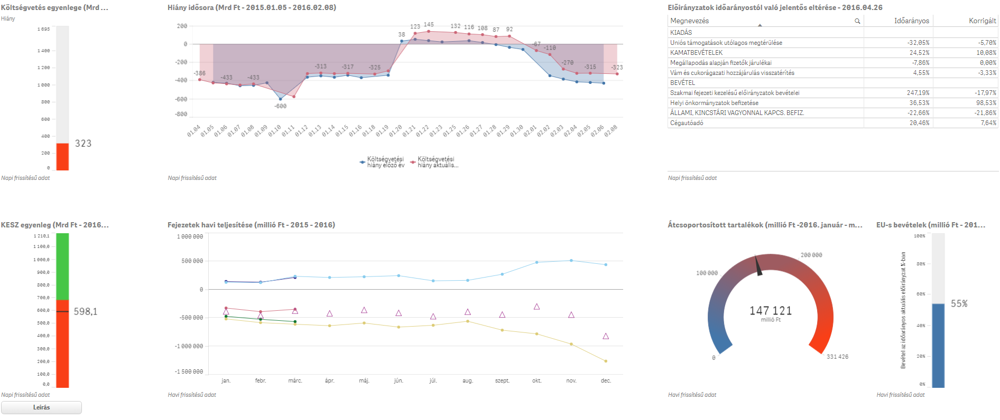 Költségvetés egyenlege (Mrd ...
Hiány
1 695
1 400
1 200
1 000
800
600
400
200
0
323
Napi frissítésű adat
Hiány idősora (Mrd Ft - 2015.01.05 - 2016.02.08)
200
0
-200
-400
-600
-800
-386
-433
-433
-600
-313
-317
-325
38
123
145
132
116
108
87
92
-67
-110
-270
-315
-323
01.04
01.05
01.06
01.07
01.08
01.09
01.10
01.11
01.12
01.13
01.14
01.15
01.16
01.18
01.19
01.20
01.21
01.22
01.23
01.25
01.26
01.27
01.28
01.29
01.30
02.01
02.02
02.03
02.04
02.05
02.06
02.08
Költségvetési
hiány előző év
Költségvetési
hiány aktuális...
Napi frissítésű adat
Előirányzatok időarányostól való jelentős eltérése - 2016.04.26
Megnevezés Időarányos Korrigált
KIADÁS
Uniós támogatások utólagos megtérülése -32,05% -5,70%
KAMATBEVÉTELEK 24,52% 10,08%
Megállapodás alapján fizetők járulékai -7,86% 0,00%
Vám és cukorágazati hozzájárulás visszatérítés 4,55% -3,33%
BEVÉTEL
Szakmai fejezeti kezelésű előirányzatok bevételei 247,19% -17,97%
Helyi önkormányzatok befizetése 36,53% 98,53%
ÁLLAMI, KINCSTÁRI VAGYONNAL KAPCS. BEFIZ. -22,66% -21,86%
Cégautóadó 20,46% 7,64%
Napi frissítésű adat
KESZ egyenleg (Mrd Ft - 2016...
1 210,1
1 100,0
1 000,0
900,0
800,0
700,0
600,0
500,0
400,0
300,0
200,0
100,0
0,0
598,1
Napi frissítésű adat
Leírás
Fejezetek havi teljesítése (millió Ft - 2015 - 2016)
1 000 000
500 000
0
-500 000
-1 000 000
-1 500 000
jan.
febr.
márc.
ápr.
máj.
jún.
júl.
aug.
szept.
okt.
nov.
dec.
Havi frissítésű adat
Átcsoportosított tartalékok (millió Ft -2016. január - m...
0
100 000
200 000
331 426
147 121
millió Ft
Havi frissítésű adat
EU-s bevételek (millió Ft - 201...
Bevétel az időarányos aktuális előirányzat %-ban
100%
80%
60%
40%
20%
0%
55%
Havi frissítésű adat